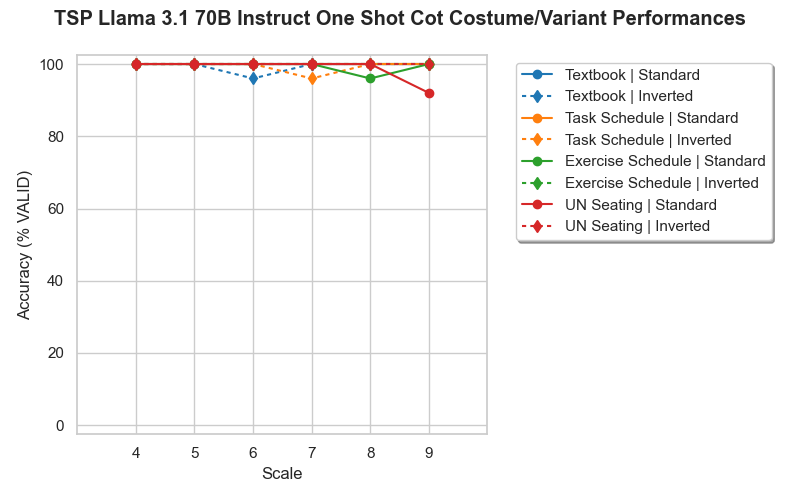 TSP Llama 3.1 70B Instruct One Shot Cot Costume/Variant Performances
100
80
60
40
20
0
Accuracy (% VALID)
4 5 6 7 8 9
Scale
Textbook | Standard
Textbook | Inverted
Task Schedule | Standard
Task Schedule | Inverted
Exercise Schedule | Standard
Exercise Schedule | Inverted
UN Seating | Standard
UN Seating | Inverted